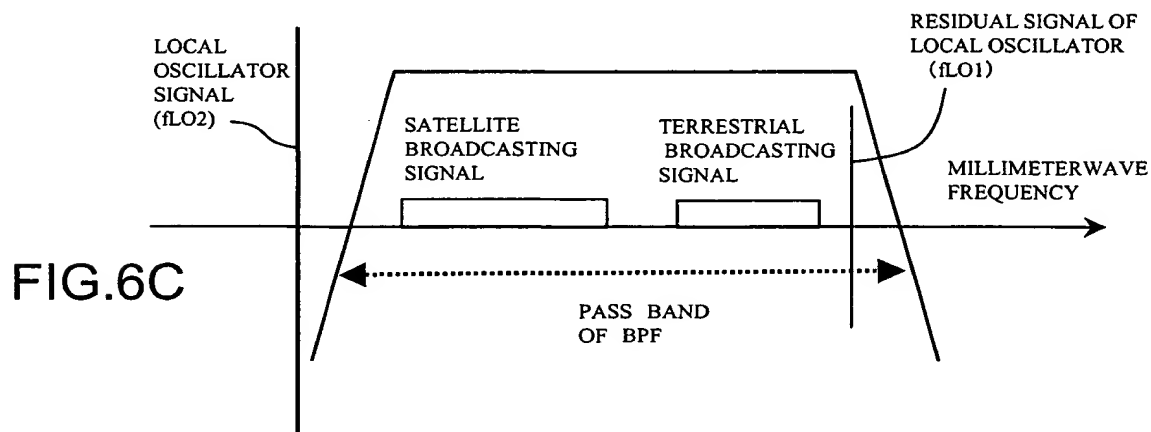 LOCAL
OSCILLATOR
SIGNAL
(fLO2)
SATELLITE
BROADCASTING
SIGNAL
TERRESTRIAL
BROADCASTING
SIGNAL
RESIDUAL SIGNAL OF
LOCAL OSCILLATOR
(fLO1)
MILLIMETERWAVE
FREQUENCY
FIG.6C
PASS BAND
OF BPF